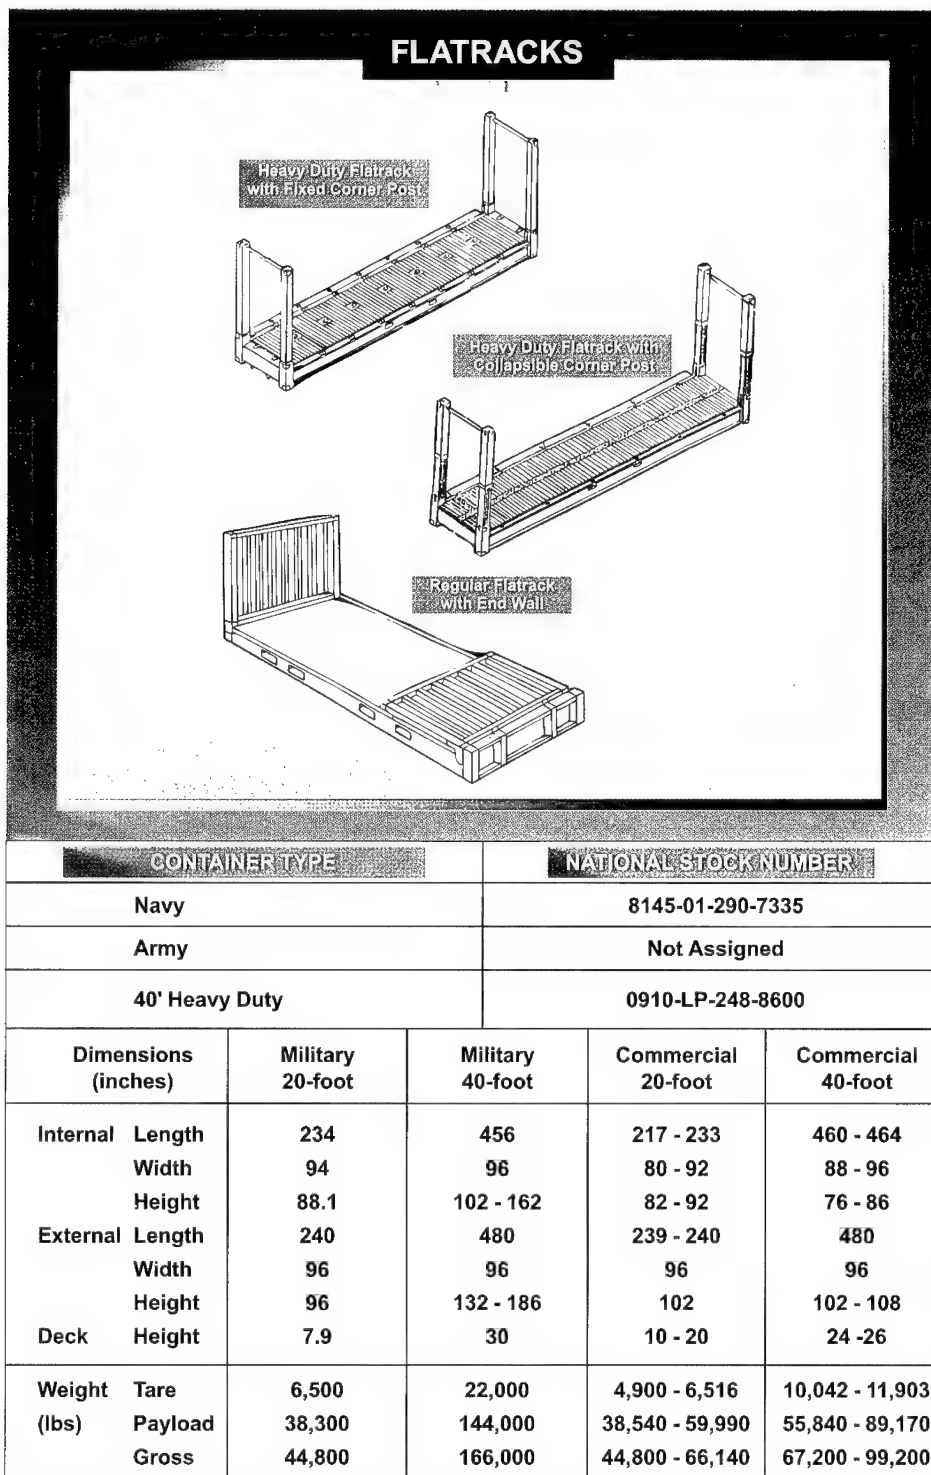 FLATRACKS
Heavy Duty Flatrack
with Fixed Corner Post
Heavy Duty Flatrack with
Collapsible Corner Post
Regular Flatrack
with End Wall
CONTAINER TYPE NATIONAL STOCK NUMBER
Navy 8145-01-290-7335
Army Not Assigned
40' Heavy Duty 0910-LP-248-8600
Dimensions Military Military Commercial Commercial
(inches) 20-foot 40-foot 20-foot 40-foot
Internal Length 234 456 217 - 233 460 - 464
Width 94 96 80 - 92 88 - 96
Height 88.1 102 - 162 82 - 92 76 - 86
External Length 240 480 239 - 240 480
Width 96 96 96 96
Height 96 132 - 186 102 102 - 108
Deck Height 7.9 30 10 - 20 24 -26
Weight Tare 6,500 22,000 4,900 - 6,516 10,042 - 11,903
(lbs) Payload 38,300 144,000 38,540 - 59,990 55,840 - 89,170
Gross 44,800 166,000 44,800 - 66,140 67,200 - 99,200